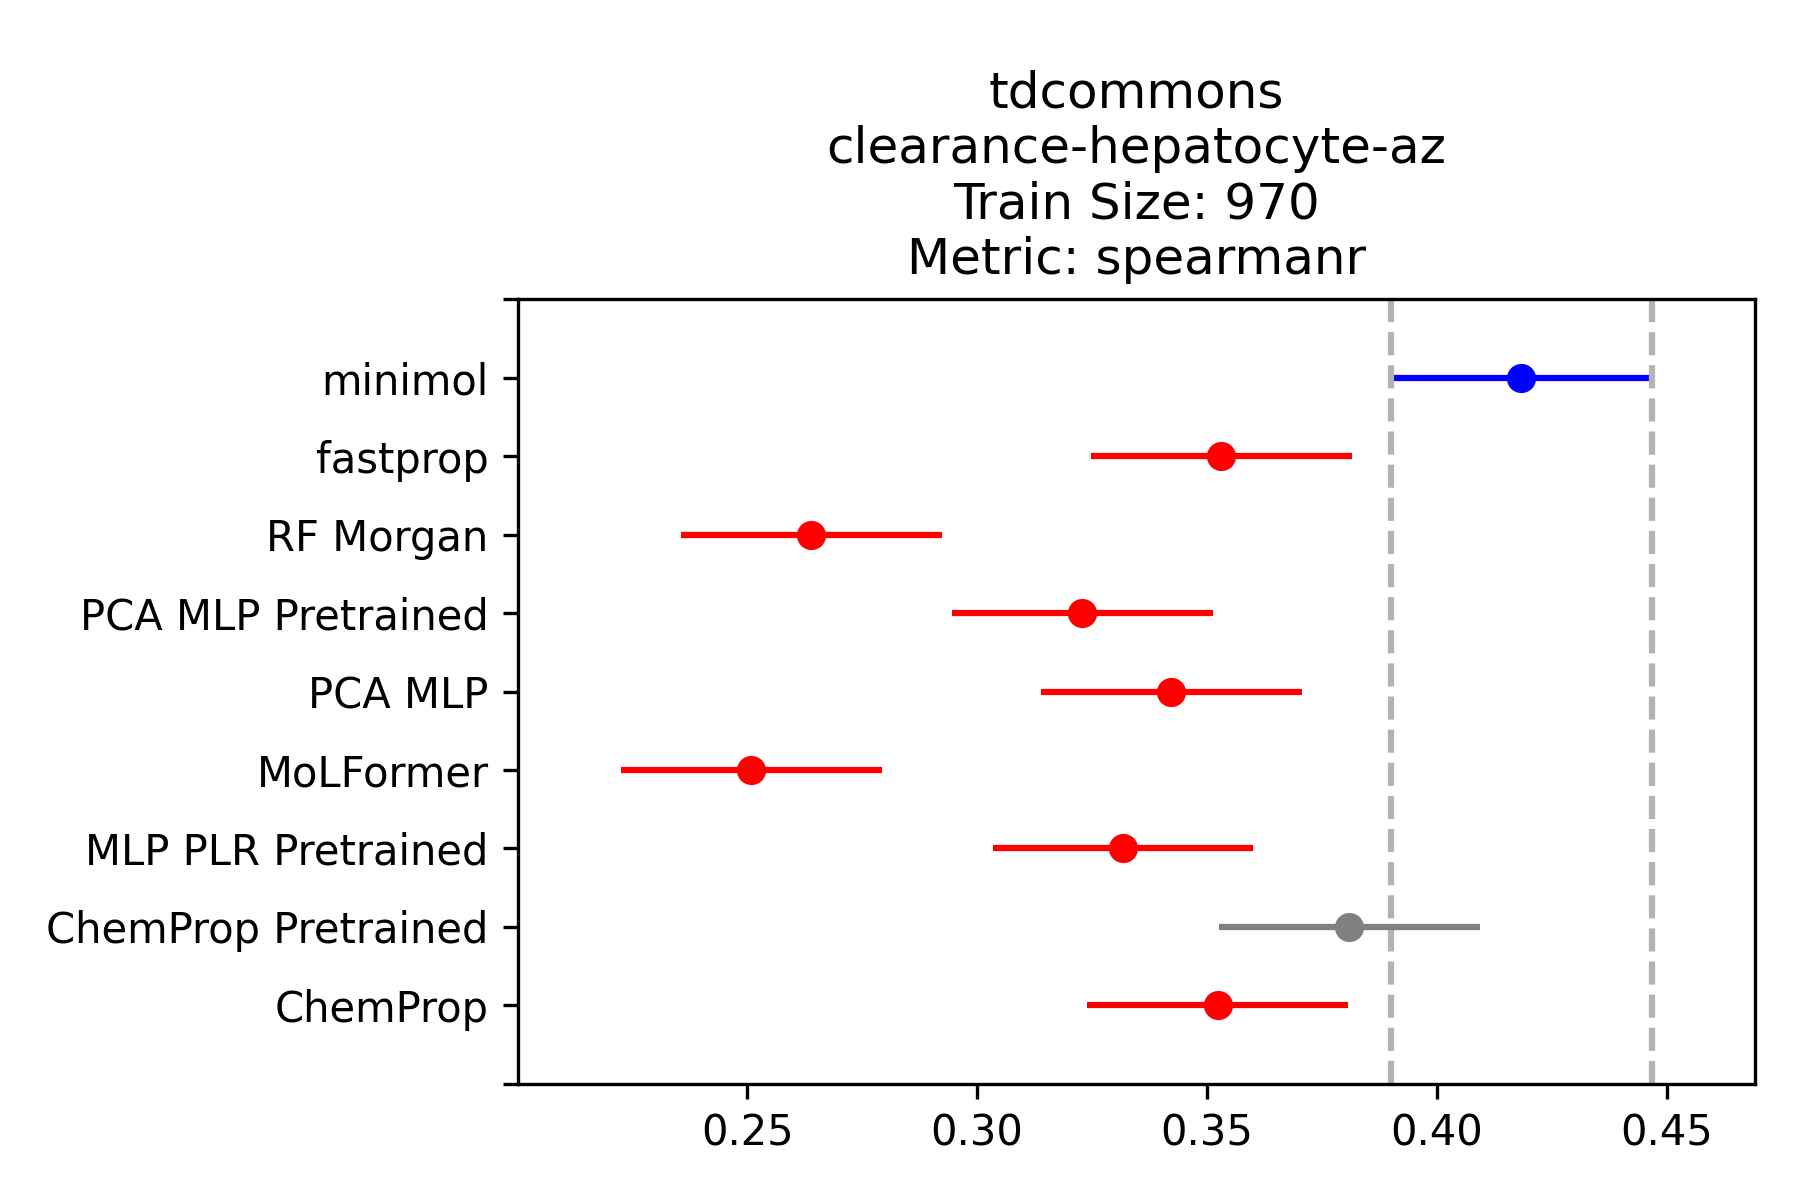 tdcommons
clearance-hepatocyte-az
Train Size: 970
Metric: spearmanr
minimol
fastprop
RF Morgan
PCA MLP Pretrained
PCA MLP
MoLFormer
MLP PLR Pretrained
ChemProp Pretrained
ChemProp
0.25 0.30 0.35 0.40 0.45